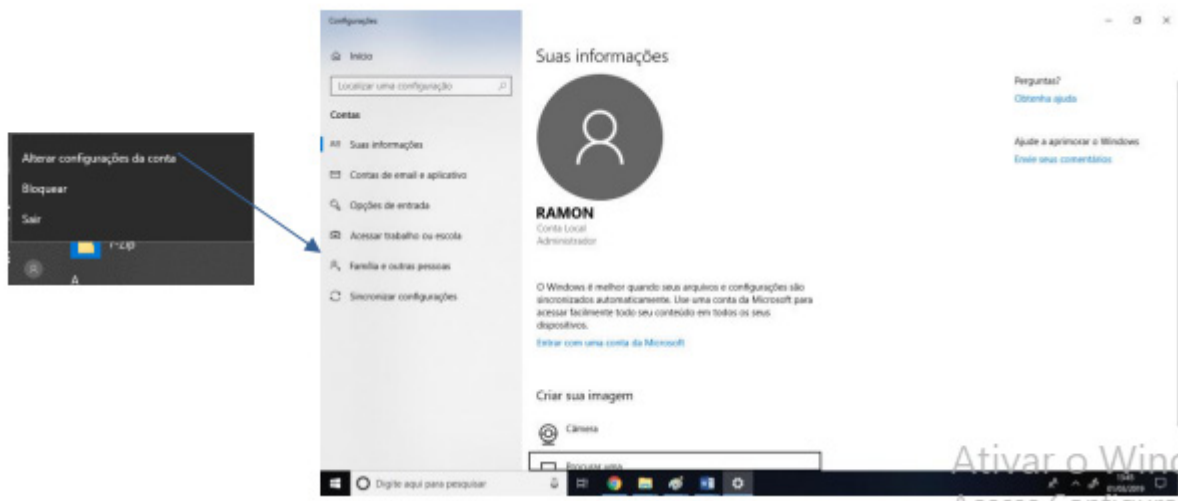 Alterar configurações da conta
Bloquear
Sair
7-Zip
A
Configurações
Início
Localizar uma configuração
Contas
Suas informações
Contas de email e aplicativo
Opções de entrada
Acessar trabalho ou escola
Família e outras pessoas
Sincronizar configurações
Suas informações
RAMON
Conta Local
Administrador
O Windows é melhor quando seus arquivos e configurações são
sincronizados automaticamente. Use uma conta da Microsoft para
acessar facilmente todo seu conteúdo em todos os seus
dispositivos.
Entrar com uma conta da Microsoft
Criar sua imagem
Câmera
Procurar uma
Perguntas?
Obtenha ajuda
Ajude a aprimorar o Windows
Envie seus comentários
Ativar o Wind
Digite aqui para pesquisar